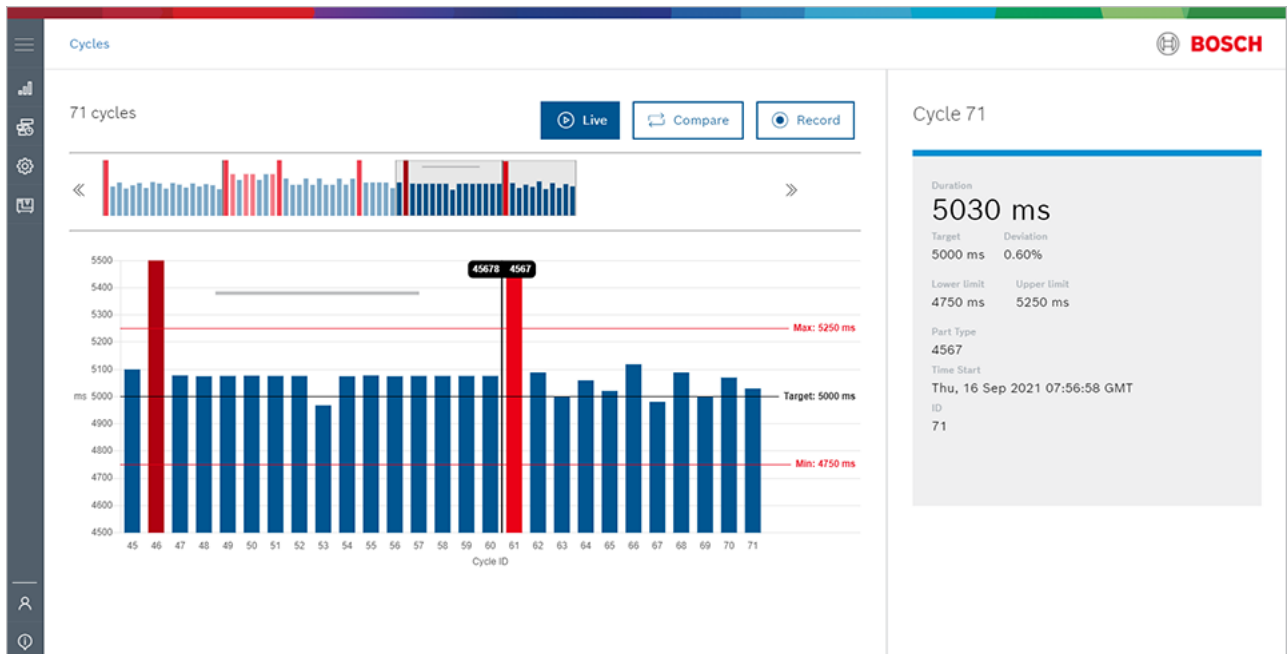 Cycles
BOSCH
71 cycles
Live
Compare
Record
5500
5400
5300
5200
5100
ms 5000
4900
4800
4700
4600
4500
45678 4567
Max: 5250 ms
Target: 5000 ms
Min: 4750 ms
45 46 47 48 49 50 51 52 53 54 55 56 57 58 59 60 61 62 63 64 65 66 67 68 69 70 71
Cycle ID
Cycle 71
Duration
5030 ms
Target Deviation
5000 ms 0.60%
Lower limit Upper limit
4750 ms 5250 ms
Part Type
4567
Time Start
Thu, 16 Sep 2021 07:56:58 GMT
ID
71